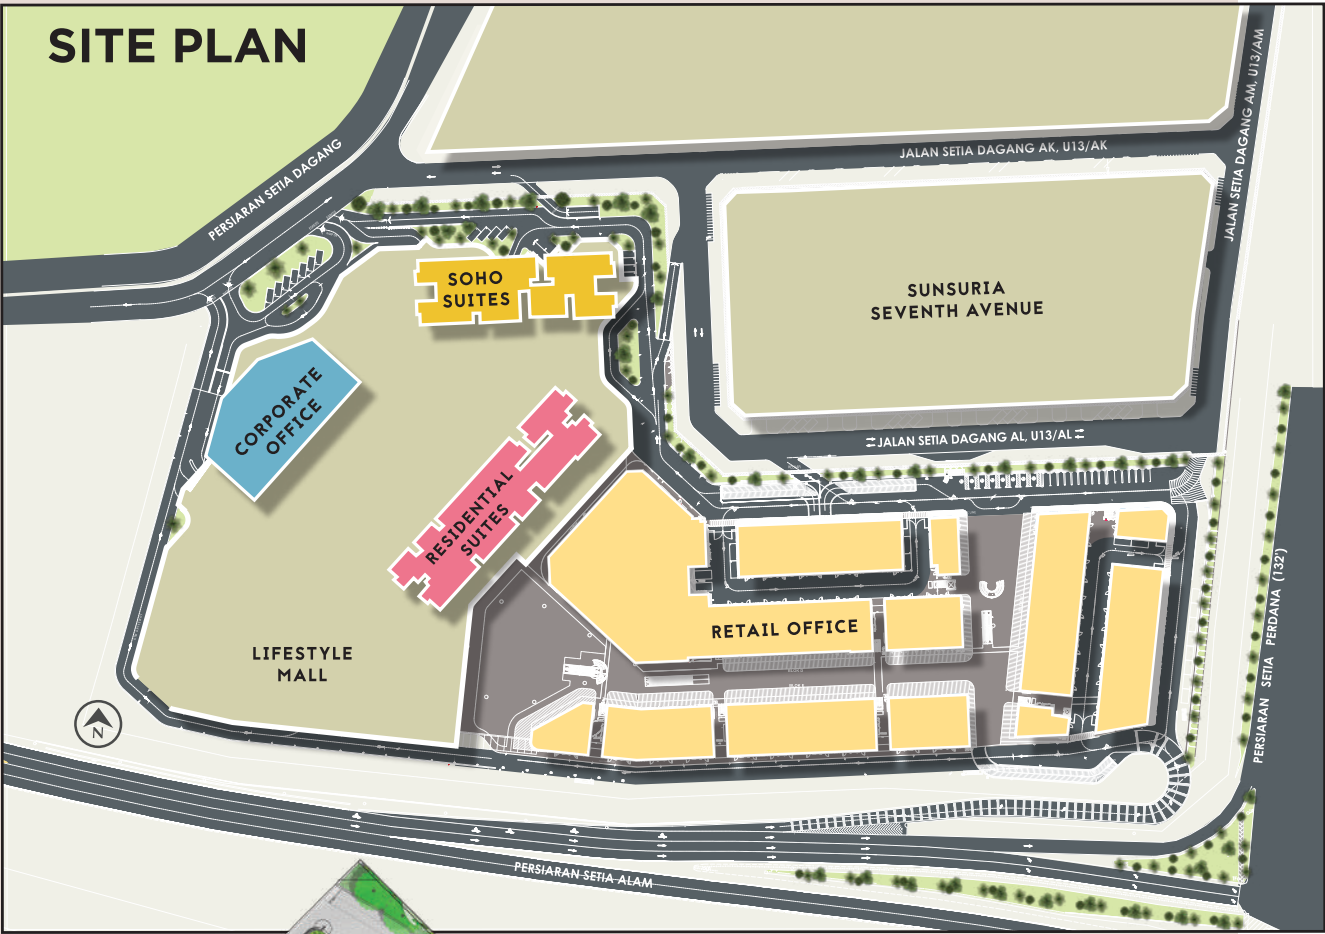 SITE PLAN
JALAN SETIA DAGANG AM, U13/AM
JALAN SETIA DAGANG AK, U13/AK
PERSIARAN SETIA DAGANG
SOHO
SUITES
SUNSURIA
SEVENTH AVENUE
CORPORATE
OFFICE
JALAN SETIA DAGANG AL, U13/AL
RESIDENTIAL
SUITES
RETAIL OFFICE
LIFESTYLE
MALL
PERSIARAN SETIA PERDANA (132')
N
PERSIARAN SETIA ALAM